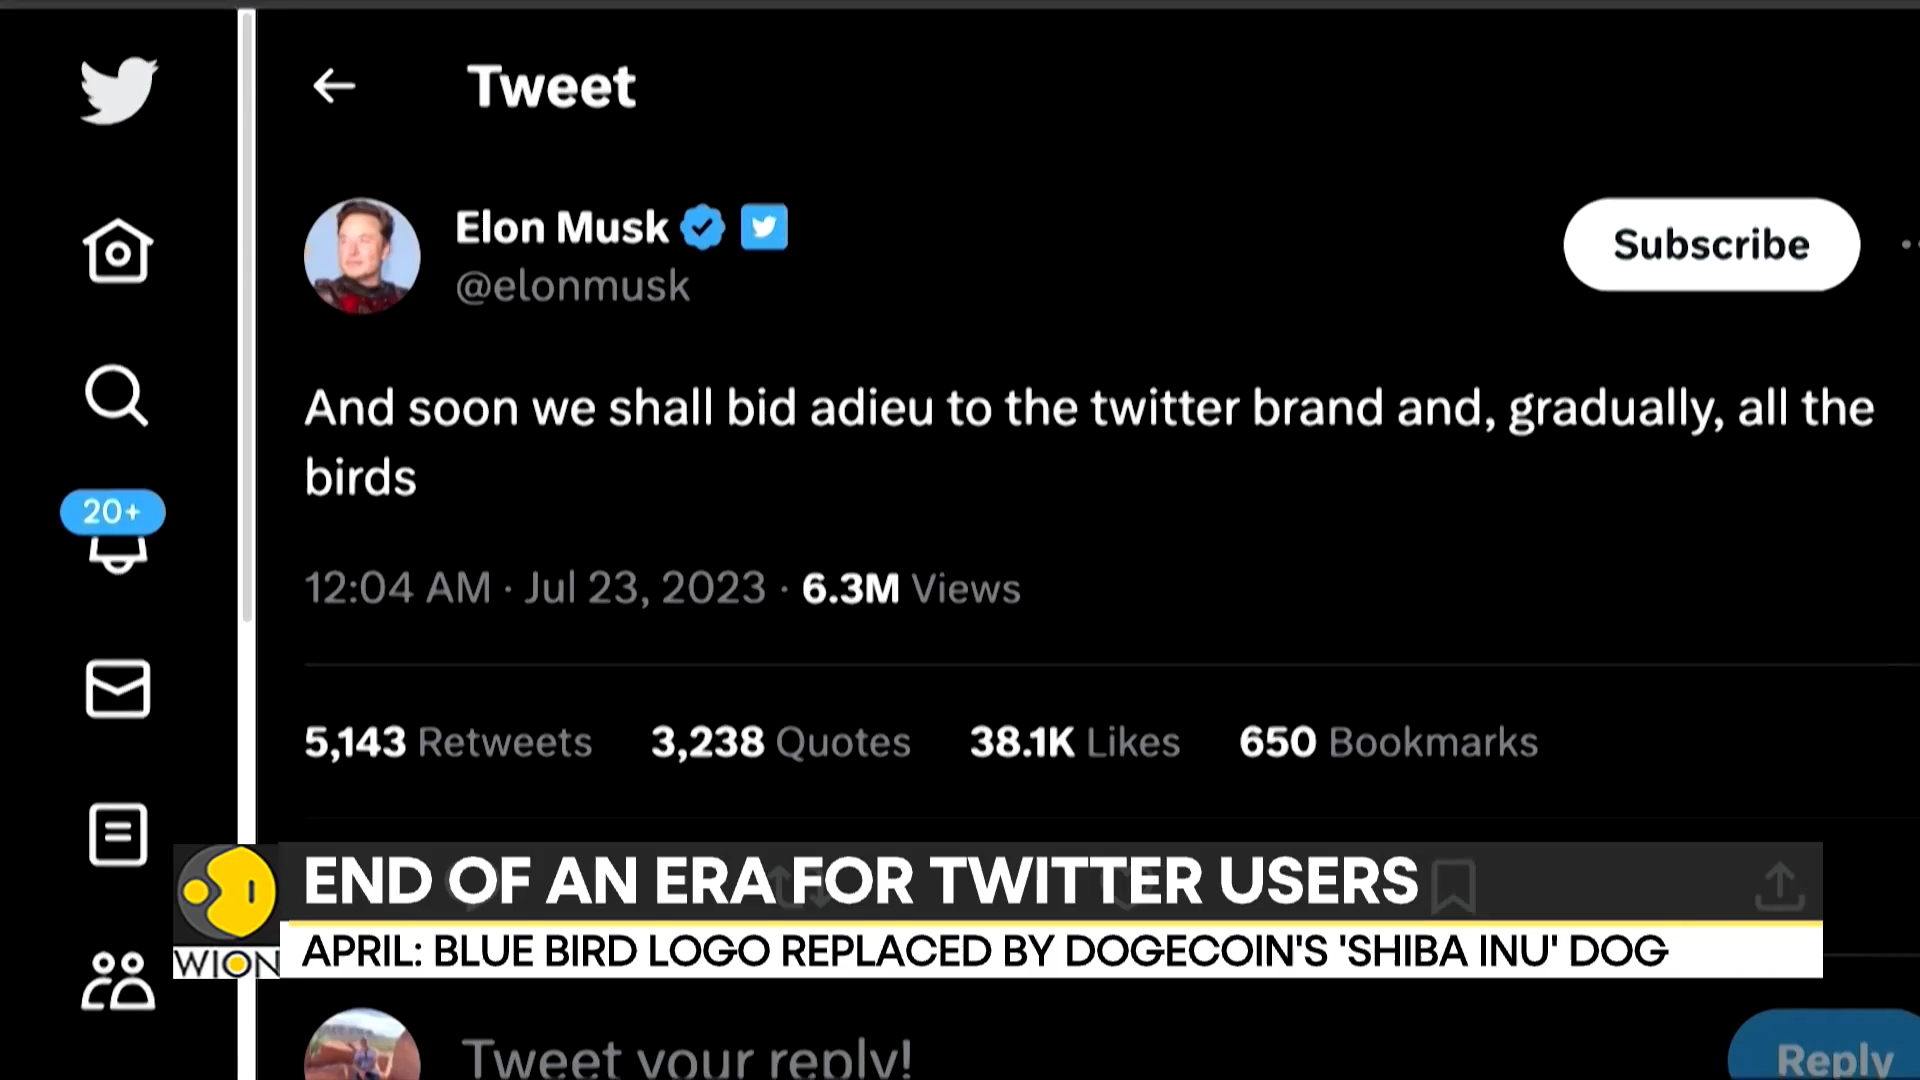 Tweet
Elon Musk
@elonmusk
Subscribe
And soon we shall bid adieu to the twitter brand and, gradually, all the
birds
20+
12:04 AM · Jul 23, 2023 · 6.3M Views
5,143 Retweets 3,238 Quotes 38.1K Likes 650 Bookmarks
END OF AN ERA FOR TWITTER USERS
APRIL: BLUE BIRD LOGO REPLACED BY DOGECOIN'S 'SHIBA INU' DOG
WION
Tweet your reply!
Reply